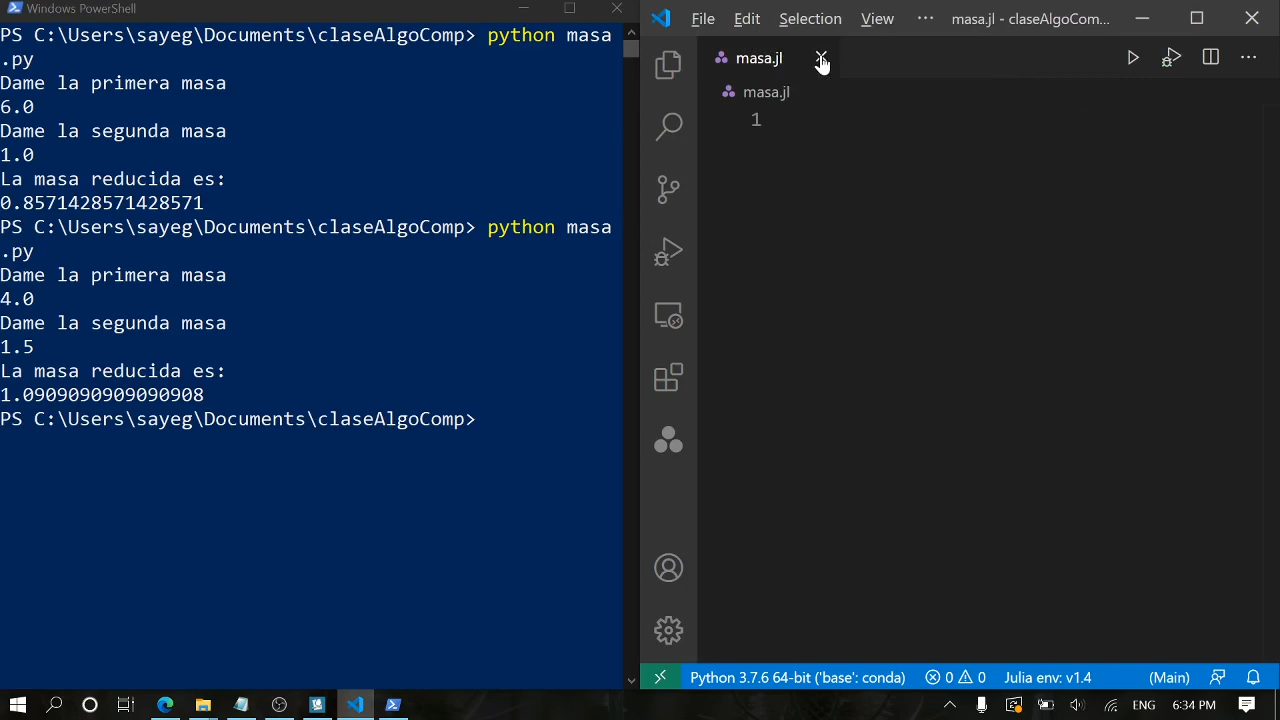 Windows PowerShell
PS C:\Users\sayeg\Documents\claseAlgoComp> python masa
.py
Dame la primera masa
6.0
Dame la segunda masa
1.0
La masa reducida es:
0.8571428571428571
PS C:\Users\sayeg\Documents\claseAlgoComp> python masa
.py
Dame la primera masa
4.0
Dame la segunda masa
1.5
La masa reducida es:
1.0909090909090908
PS C:\Users\sayeg\Documents\claseAlgoComp>
File Edit Selection View ··· masa.jl - claseAlgoCom...
masa.jl
masa.jl
1
Python 3.7.6 64-bit ('base': conda) 0 0 Julia env: v1.4 (Main)
ENG 6:34 PM